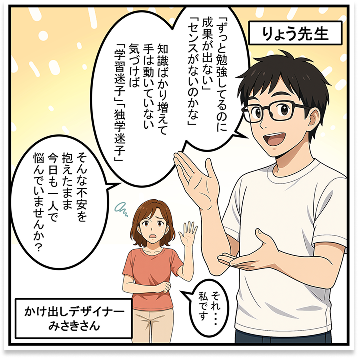 りょう先生
「ずっと勉強してるのに
成果が出ない」
「センスがないのかな」
知識ばかり増えて
手は動いていない
気づけば
「学習迷子」「独学迷子」
そんな不安を
抱えたまま
今日も一人で
悩んでいませんか?
それ・・
私です
かけ出しデザイナー
みさきさん